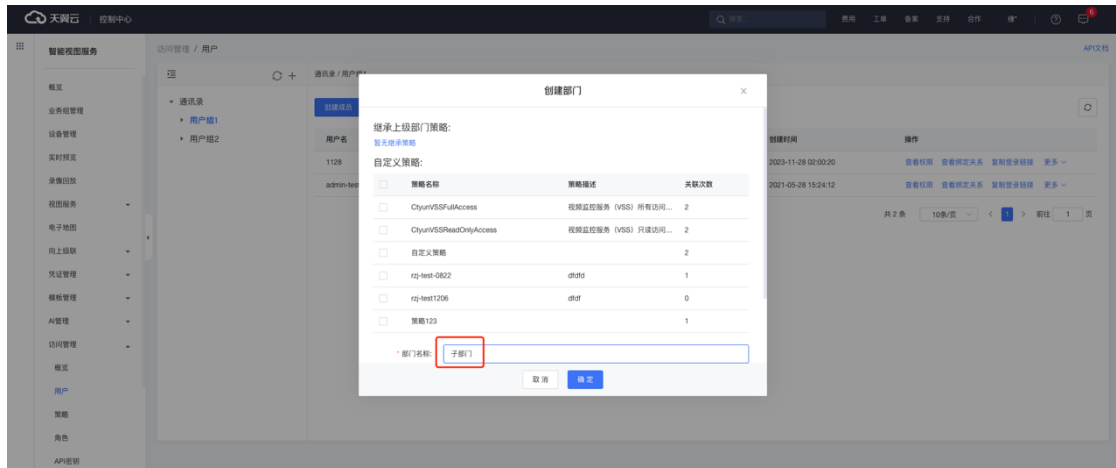 天翼云 控制中心 搜索... 费用 工单 备案 支持 合作 6
智能视图服务 访问管理 / 用户 API文档
概览
业务组管理
设备管理
实时预览
录像回放
视图服务
电子地图
向上级联
凭证管理
模板管理
AI管理
访问管理
概览
用户
策略
角色
API密钥
通讯录
用户组1
用户组2
通讯录 / 用户组1
创建成员
用户名 创建时间 操作
1128 2023-11-28 02:00:20 查看权限 查看绑定关系 复制登录链接 更多
admin-test 2021-05-28 15:24:12 查看权限 查看绑定关系 复制登录链接 更多
共 2 条 10条/页 1 前往 1 页
创建部门
继承上级部门策略:
暂无继承策略
自定义策略:
策略名称 策略描述 关联次数
CtyunVSSFullAccess 视频监控服务（VSS）所有访问... 2
CtyunVSSReadOnlyAccess 视频监控服务（VSS）只读访问... 2
自定义策略 2
rzj-test-0822 dfdfd 1
rzj-test1206 dfdf 0
策略123 1
* 部门名称: 子部门
取消 确定